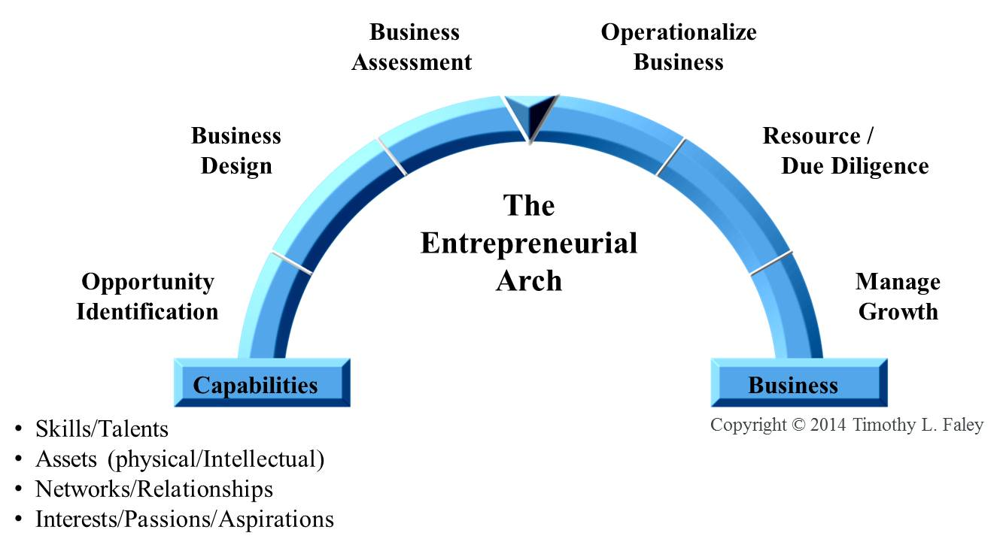 Business
Assessment
Operationalize
Business
Business
Design
Resource /
Due Diligence
The
Entrepreneurial
Arch
Opportunity
Identification
Manage
Growth
Capabilities
Business
• Skills/Talents
• Assets (physical/Intellectual)
• Networks/Relationships
• Interests/Passions/Aspirations
Copyright © 2014 Timothy L. Faley